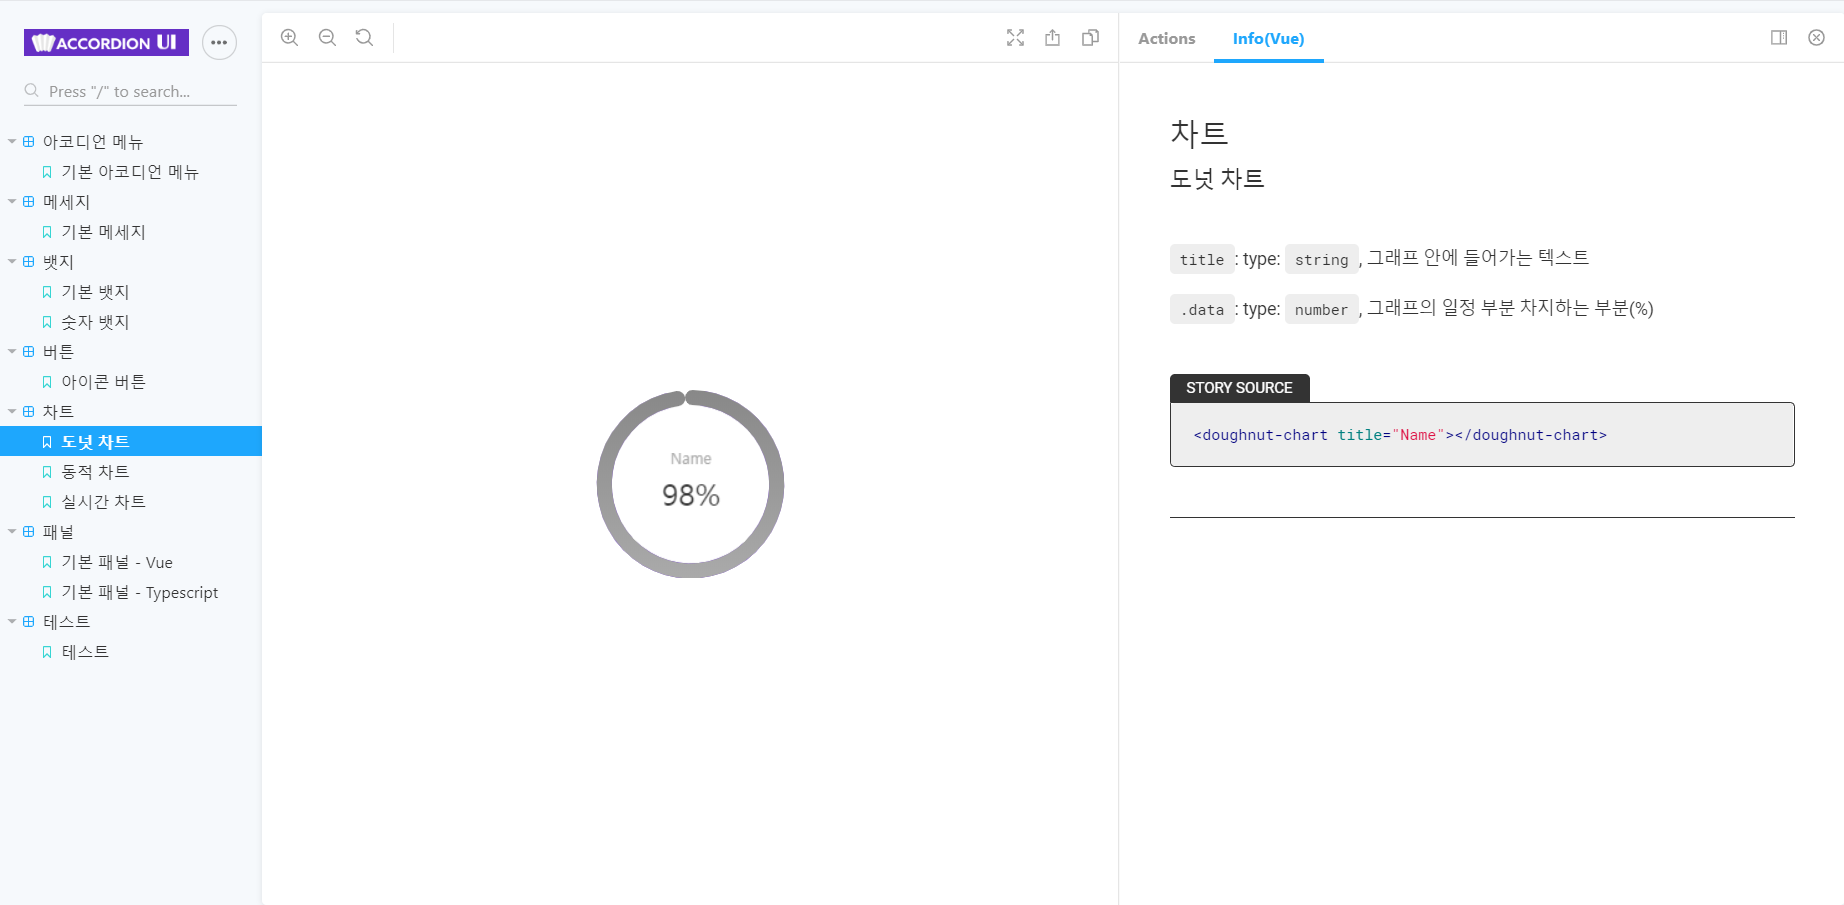 ACCORDION UI
Press "/" to search...
아코디언 메뉴
기본 아코디언 메뉴
메세지
기본 메세지
뱃지
기본 뱃지
숫자 뱃지
버튼
아이콘 버튼
차트
도넛 차트
동적 차트
실시간 차트
패널
기본 패널 - Vue
기본 패널 - Typescript
테스트
테스트
Name
98%
Actions
Info(Vue)
차트
도넛 차트
title : type: string , 그래프 안에 들어가는 텍스트
.data : type: number , 그래프의 일정 부분 차지하는 부분(%)
STORY SOURCE
<doughnut-chart title="Name"></doughnut-chart>